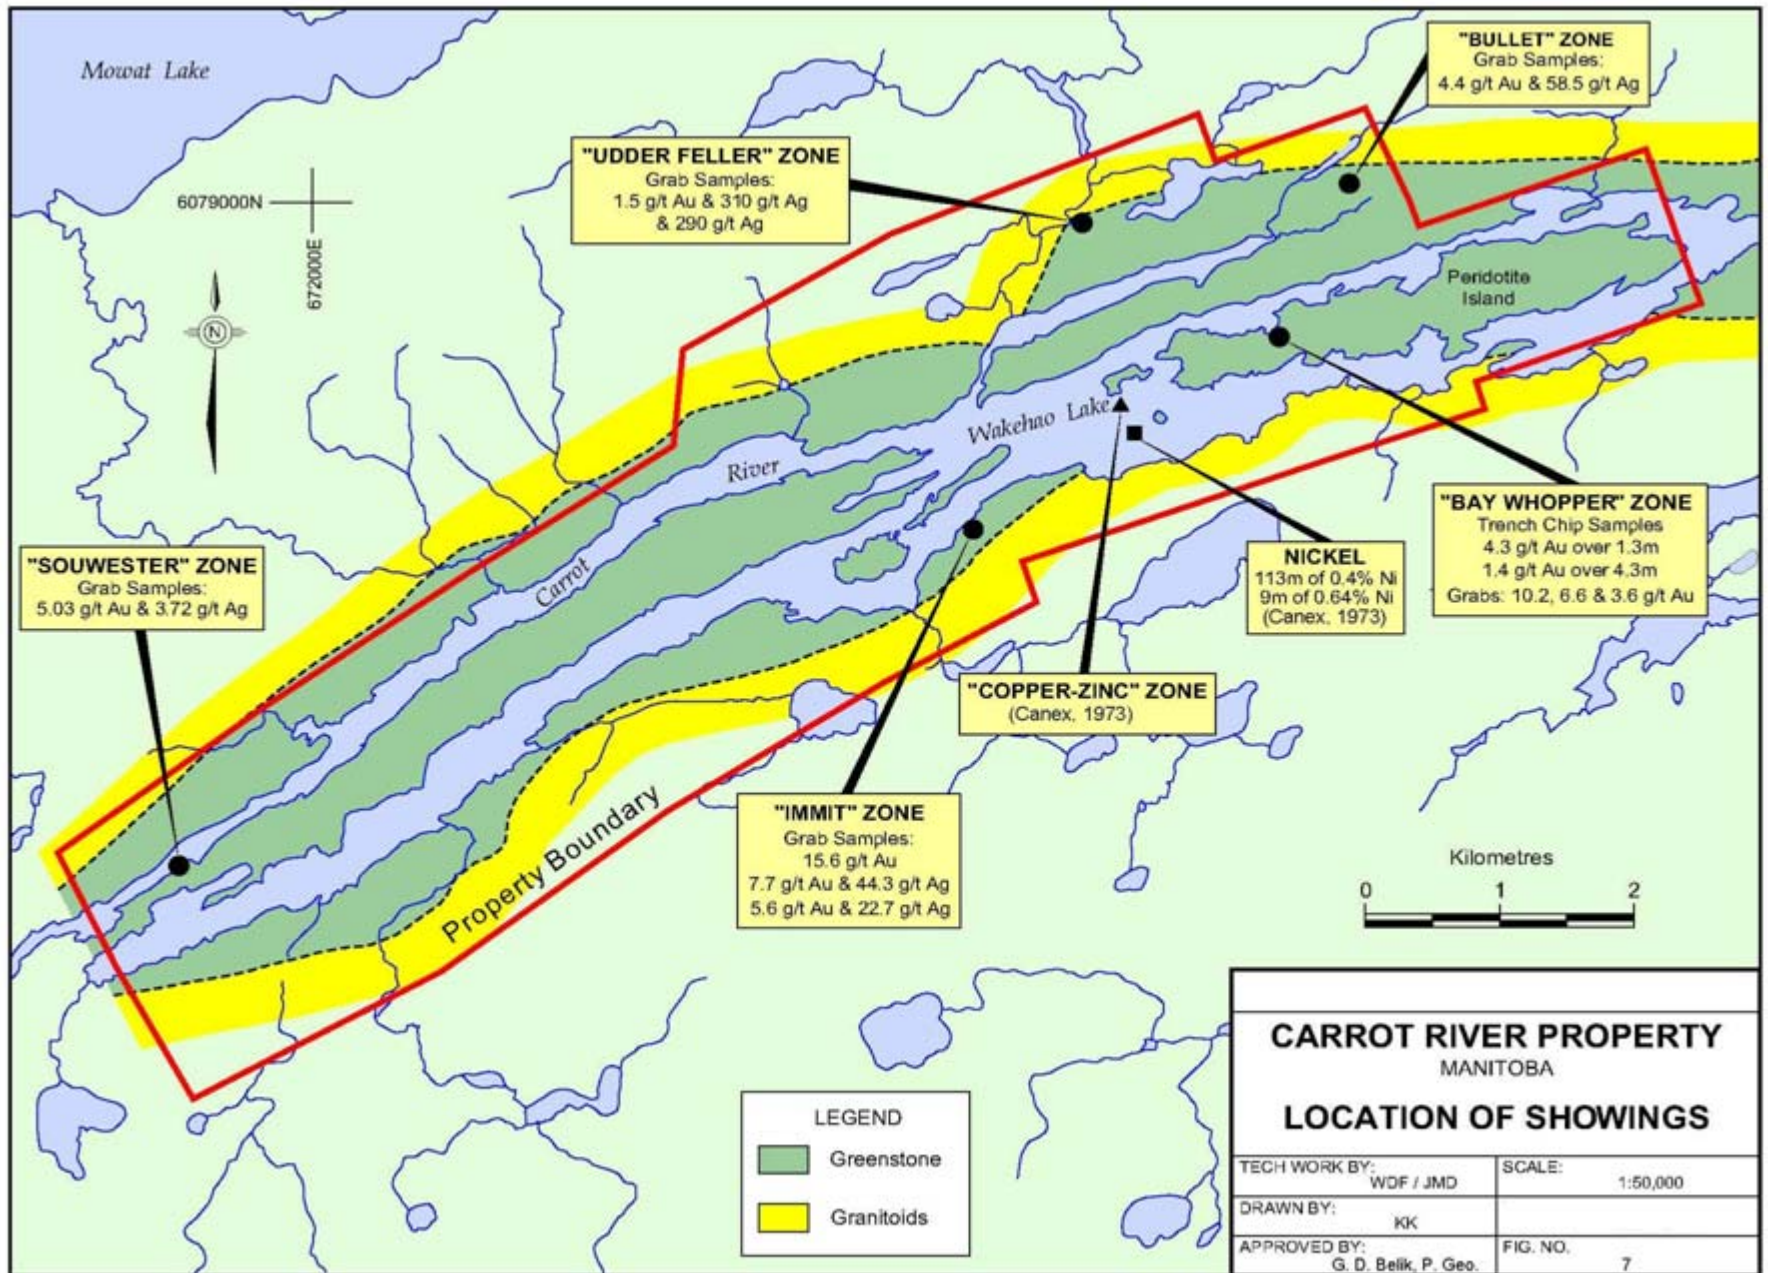 Mowat Lake
"BULLET" ZONE
Grab Samples:
4.4 g/t Au & 58.5 g/t Ag
"UDDER FELLER" ZONE
Grab Samples:
1.5 g/t Au & 310 g/t Ag
& 290 g/t Ag
6079000N
672000E
N
Peridotite
Island
Wakehao Lake
River
Carrot
"SOUWESTER" ZONE
Grab Samples:
5.03 g/t Au & 3.72 g/t Ag
"BAY WHOPPER" ZONE
Trench Chip Samples
4.3 g/t Au over 1.3m
1.4 g/t Au over 4.3m
Grabs: 10.2, 6.6 & 3.6 g/t Au
NICKEL
113m of 0.4% Ni
9m of 0.64% Ni
(Canex, 1973)
"COPPER-ZINC" ZONE
(Canex, 1973)
"IMMIT" ZONE
Grab Samples:
15.6 g/t Au
7.7 g/t Au & 44.3 g/t Ag
5.6 g/t Au & 22.7 g/t Ag
Property Boundary
Kilometres
0 1 2
LEGEND
Greenstone
Granitoids
CARROT RIVER PROPERTY
MANITOBA
LOCATION OF SHOWINGS
TECH WORK BY:
WDF / JMD
SCALE:
1:50,000
DRAWN BY:
KK
APPROVED BY:
G. D. Belik, P. Geo.
FIG. NO.
7